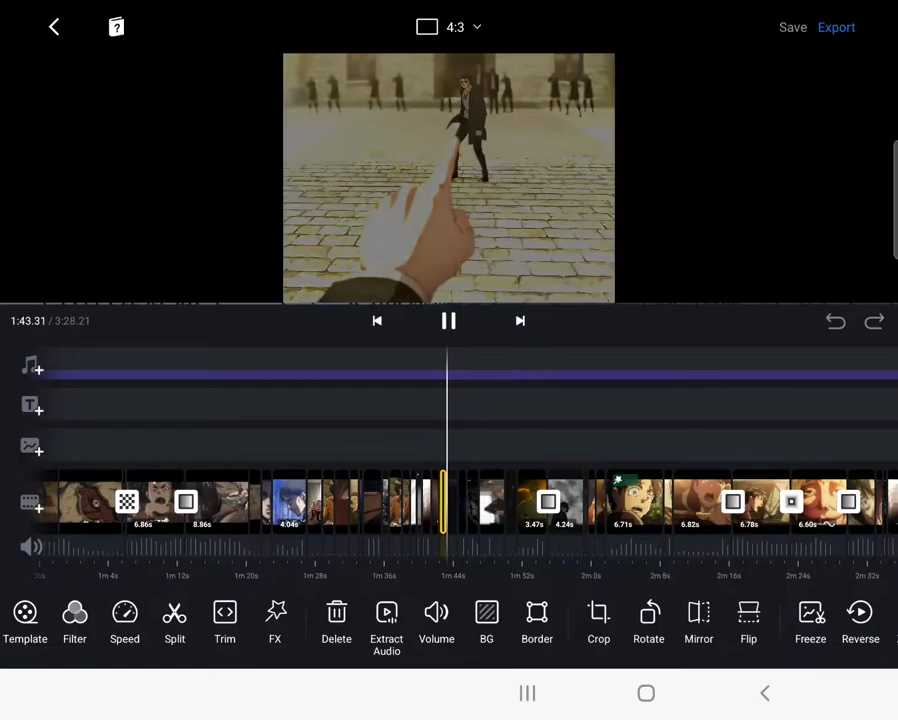 ?
4:3
Save Export
1:43.31 / 3:28.21
T
6.86s 8.86s 4.04s 3.47s 4.24s 6.71s 6.82s 6.78s 6.60s
1m 4s 1m 12s 1m 20s 1m 28s 1m 36s 1m 44s 1m 52s 2m 0s 2m 8s 2m 16s 2m 24s 2m 32s
Template Filter Speed Split Trim FX Delete Extract Audio Volume BG Border Crop Rotate Mirror Flip Freeze Reverse